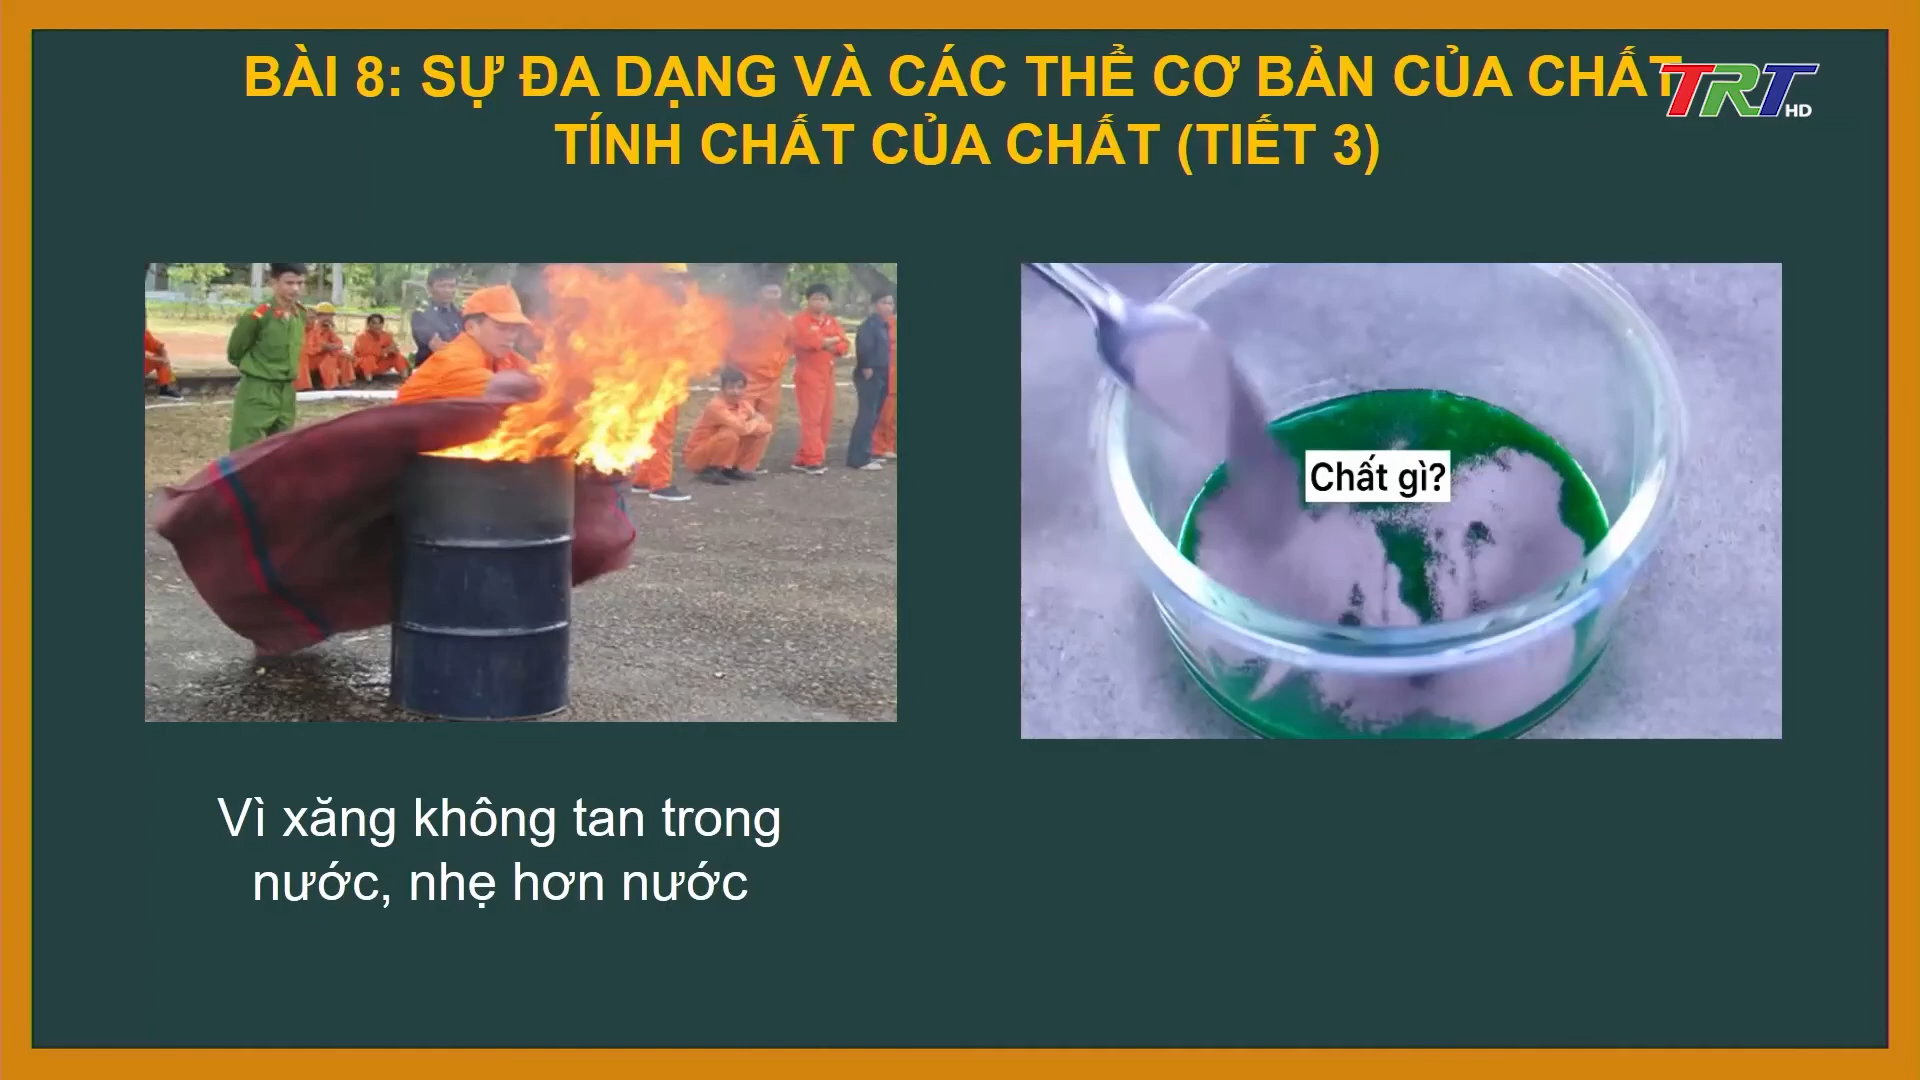 BÀI 8: SỰ ĐA DẠNG VÀ CÁC THỂ CƠ BẢN CỦA CHẤT
TÍNH CHẤT CỦA CHẤT (TIẾT 3)
TRT HD
Chất gì?
Vì xăng không tan trong
nước, nhẹ hơn nước